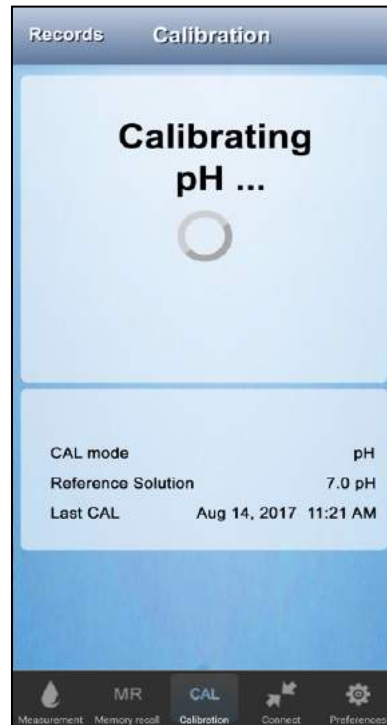 Records Calibration
Calibrating
pH ...
CAL mode pH
Reference Solution 7.0 pH
Last CAL Aug 14, 2017 11:21 AM
MR CAL
Measurement Memory recall Calibration Connect Preferences